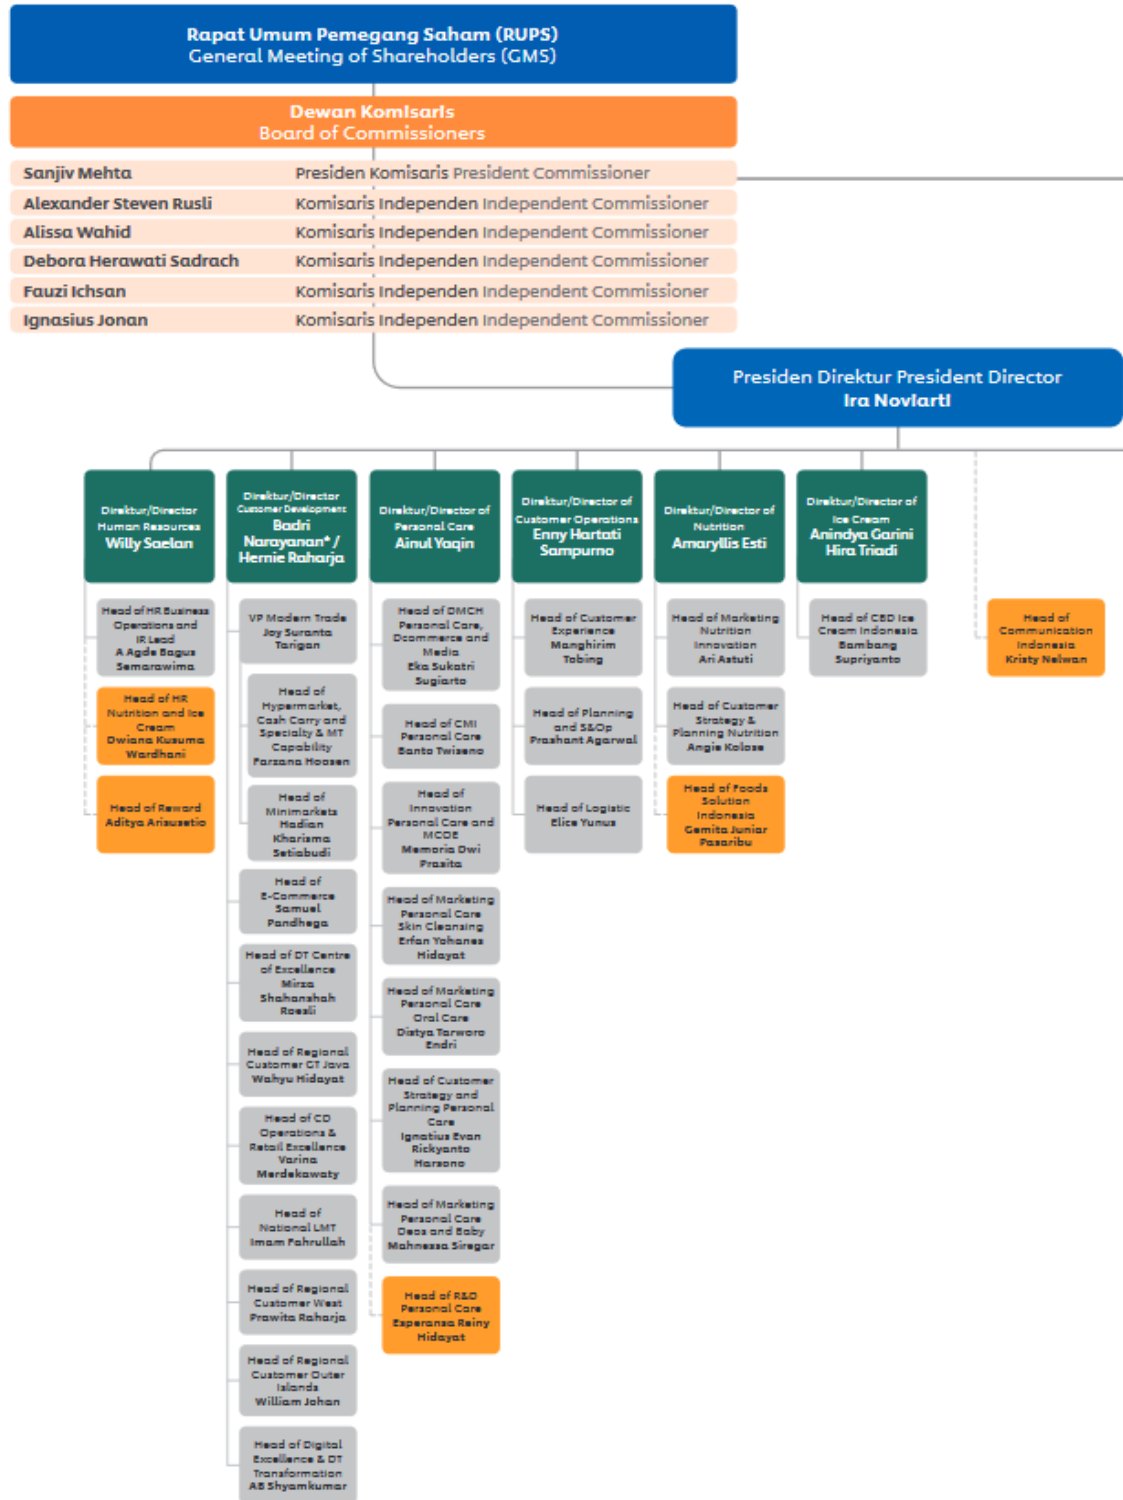 Rapat Umum Pemegang Saham (RUPS)
General Meeting of Shareholders (GMS)
Dewan Komisaris
Board of Commissioners
Sanjiv Mehta Presiden Komisaris President Commissioner
Alexander Steven Rusli Komisaris Independen Independent Commissioner
Alissa Wahid Komisaris Independen Independent Commissioner
Debora Herawati Sadrach Komisaris Independen Independent Commissioner
Fauzi Ichsan Komisaris Independen Independent Commissioner
Ignasius Jonan Komisaris Independen Independent Commissioner
Presiden Direktur President Director
Ira Noviarti
Direktur/Director
Human Resources
Willy Saelan
Head of HR Business
Operations and
IR Lead
A Agde Bagus
Semarawima
Head of HR
Nutrition and Ice
Cream
Dwiana Kusuma
Wardhani
Head of Reward
Aditya Arisusetio
Direktur/Director
Customer Development
Badri
Narayanan* /
Hernie Raharja
VP Modern Trade
Joy Suranta
Tarigan
Head of
Hypermarket,
Cash Carry and
Specialty & MT
Capability
Farzana Hoosen
Head of
Minimarkets
Hadian
Kharisma
Setiabudi
Head of
E-Commerce
Samuel
Pandhega
Head of DT Centre
of Excellence
Mirza
Shahanshah
Roesli
Head of Regional
Customer GT Java
Wahyu Hidayat
Head of CD
Operations &
Retail Excellence
Varina
Merdekawaty
Head of
National LMT
Imam Fahrullah
Head of Regional
Customer West
Prawita Raharja
Head of Regional
Customer Outer
Islands
William Johan
Head of Digital
Excellence & DT
Transformation
AB Shyamkumar
Direktur/Director of
Personal Care
Ainul Yaqin
Head of DMCH
Personal Care,
Dcommerce and
Media
Eka Sukatri
Sugiarto
Head of CMI
Personal Care
Banto Twiseno
Head of
Innovation
Personal Care and
MCOE
Memoria Dwi
Prasita
Head of Marketing
Personal Care
Skin Cleansing
Erfan Yohanes
Hidayat
Head of Marketing
Personal Care
Oral Care
Distya Tarworo
Endri
Head of Customer
Strategy and
Planning Personal
Care
Ignatius Evan
Rickyanto
Harsono
Head of Marketing
Personal Care
Deos and Baby
Mahnessa Siregar
Head of R&D
Personal Care
Esperansa Reiny
Hidayat
Direktur/Director of
Customer Operations
Enny Hartati
Sampurno
Head of Customer
Experience
Manghirim
Tobing
Head of Planning
and S&Op
Prashant Agarwal
Head of Logistic
Elice Yunus
Direktur/Director of
Nutrition
Amaryllis Esti
Head of Marketing
Nutrition
Innovation
Ari Astuti
Head of Customer
Strategy &
Planning Nutrition
Angie Kolose
Head of Foods
Solution
Indonesia
Gemita Juniar
Pasaribu
Direktur/Director of
Ice Cream
Anindya Garini
Hira Triadi
Head of CBD Ice
Cream Indonesia
Bambang
Supriyanto
Head of
Communication
Indonesia
Kristy Nelwan